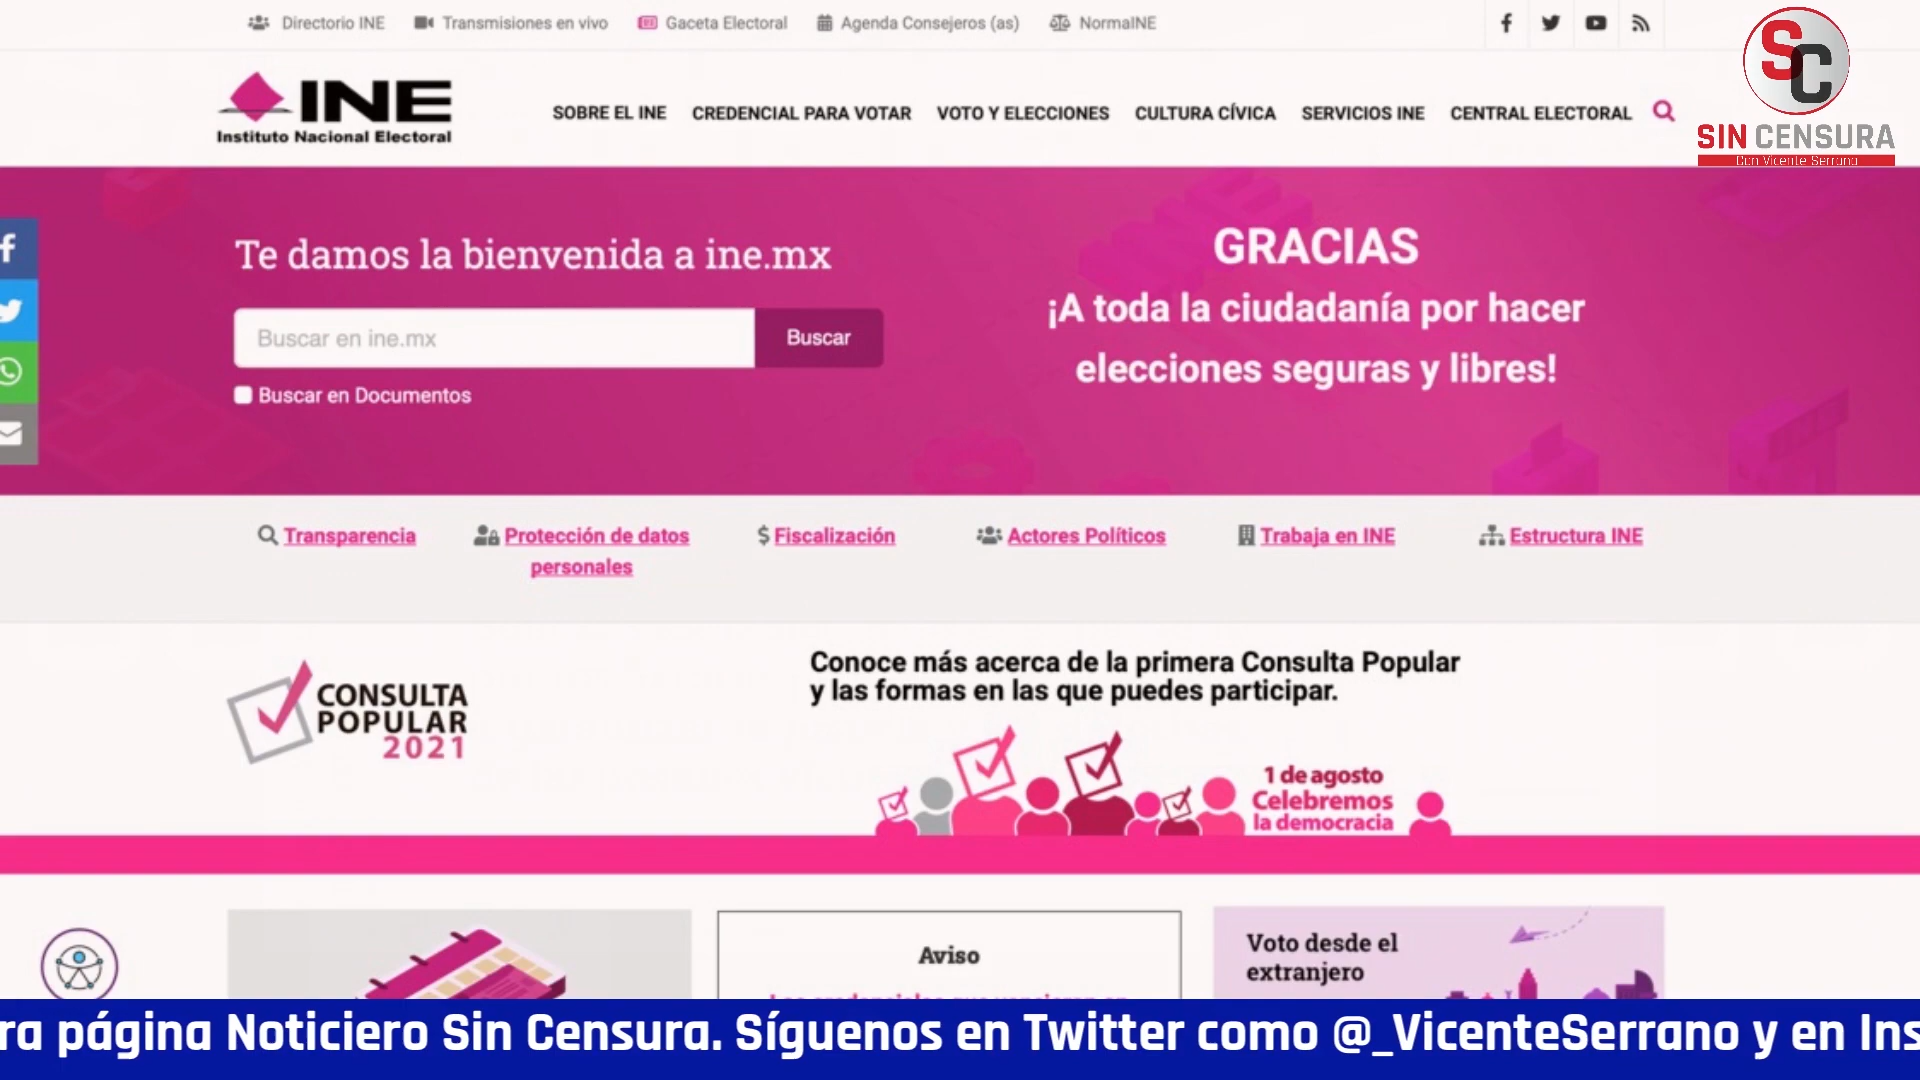 Directorio INE
Transmisiones en vivo
Gaceta Electoral
Agenda Consejeros (as)
NormaINE
SC
SIN CENSURA
Con Vicente Serrano
INE
Instituto Nacional Electoral
SOBRE EL INE
CREDENCIAL PARA VOTAR
VOTO Y ELECCIONES
CULTURA CÍVICA
SERVICIOS INE
CENTRAL ELECTORAL
Te damos la bienvenida a ine.mx
Buscar en ine.mx
Buscar
Buscar en Documentos
GRACIAS
¡A toda la ciudadanía por hacer
elecciones seguras y libres!
Transparencia
Protección de datos
personales
Fiscalización
Actores Políticos
Trabaja en INE
Estructura INE
CONSULTA
POPULAR
2021
Conoce más acerca de la primera Consulta Popular
y las formas en las que puedes participar.
1 de agosto
Celebremos
la democracia
Aviso
Voto desde el
extranjero
ra página Noticiero Sin Censura. Síguenos en Twitter como @_VicenteSerrano y en Ins